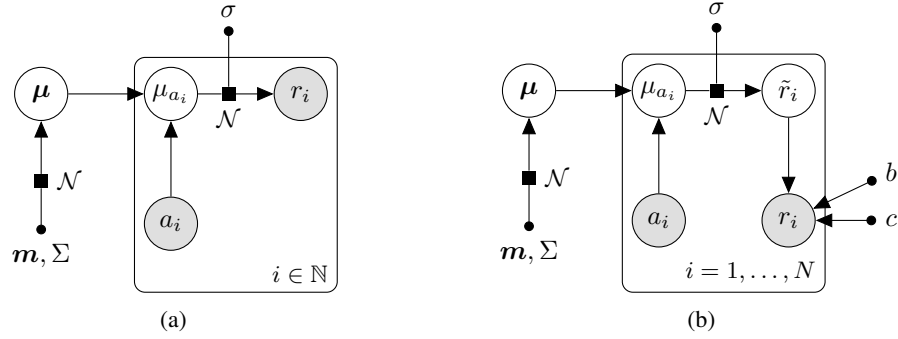 σ
𝝁
μ_{a_i}
r_i
𝒩
𝒩
a_i
𝒎, Σ
i ∈ ℕ
(a)
σ
𝝁
μ_{a_i}
r̃_i
𝒩
𝒩
b
a_i
r_i
c
𝒎, Σ
i = 1, . . . , N
(b)